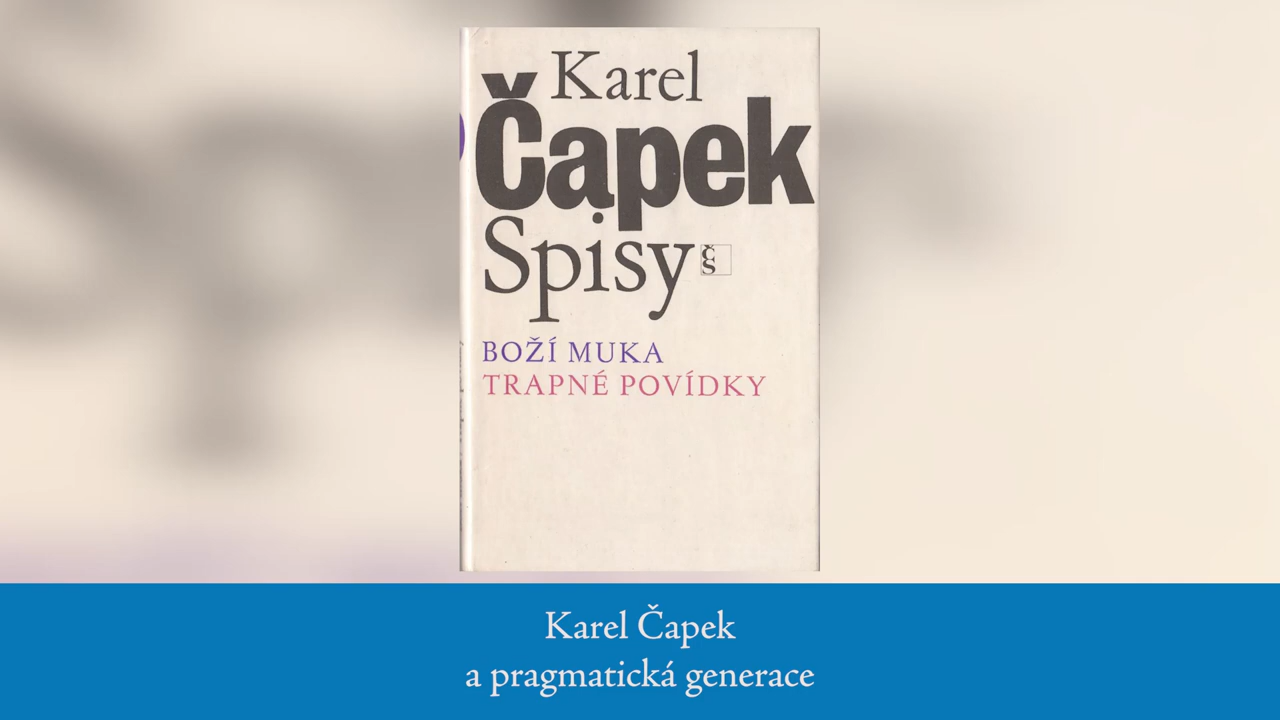 Karel
Čapek
Spisy
ČS
BOŽÍ MUKA
TRAPNÉ POVÍDKY
Karel Čapek
a pragmatická generace